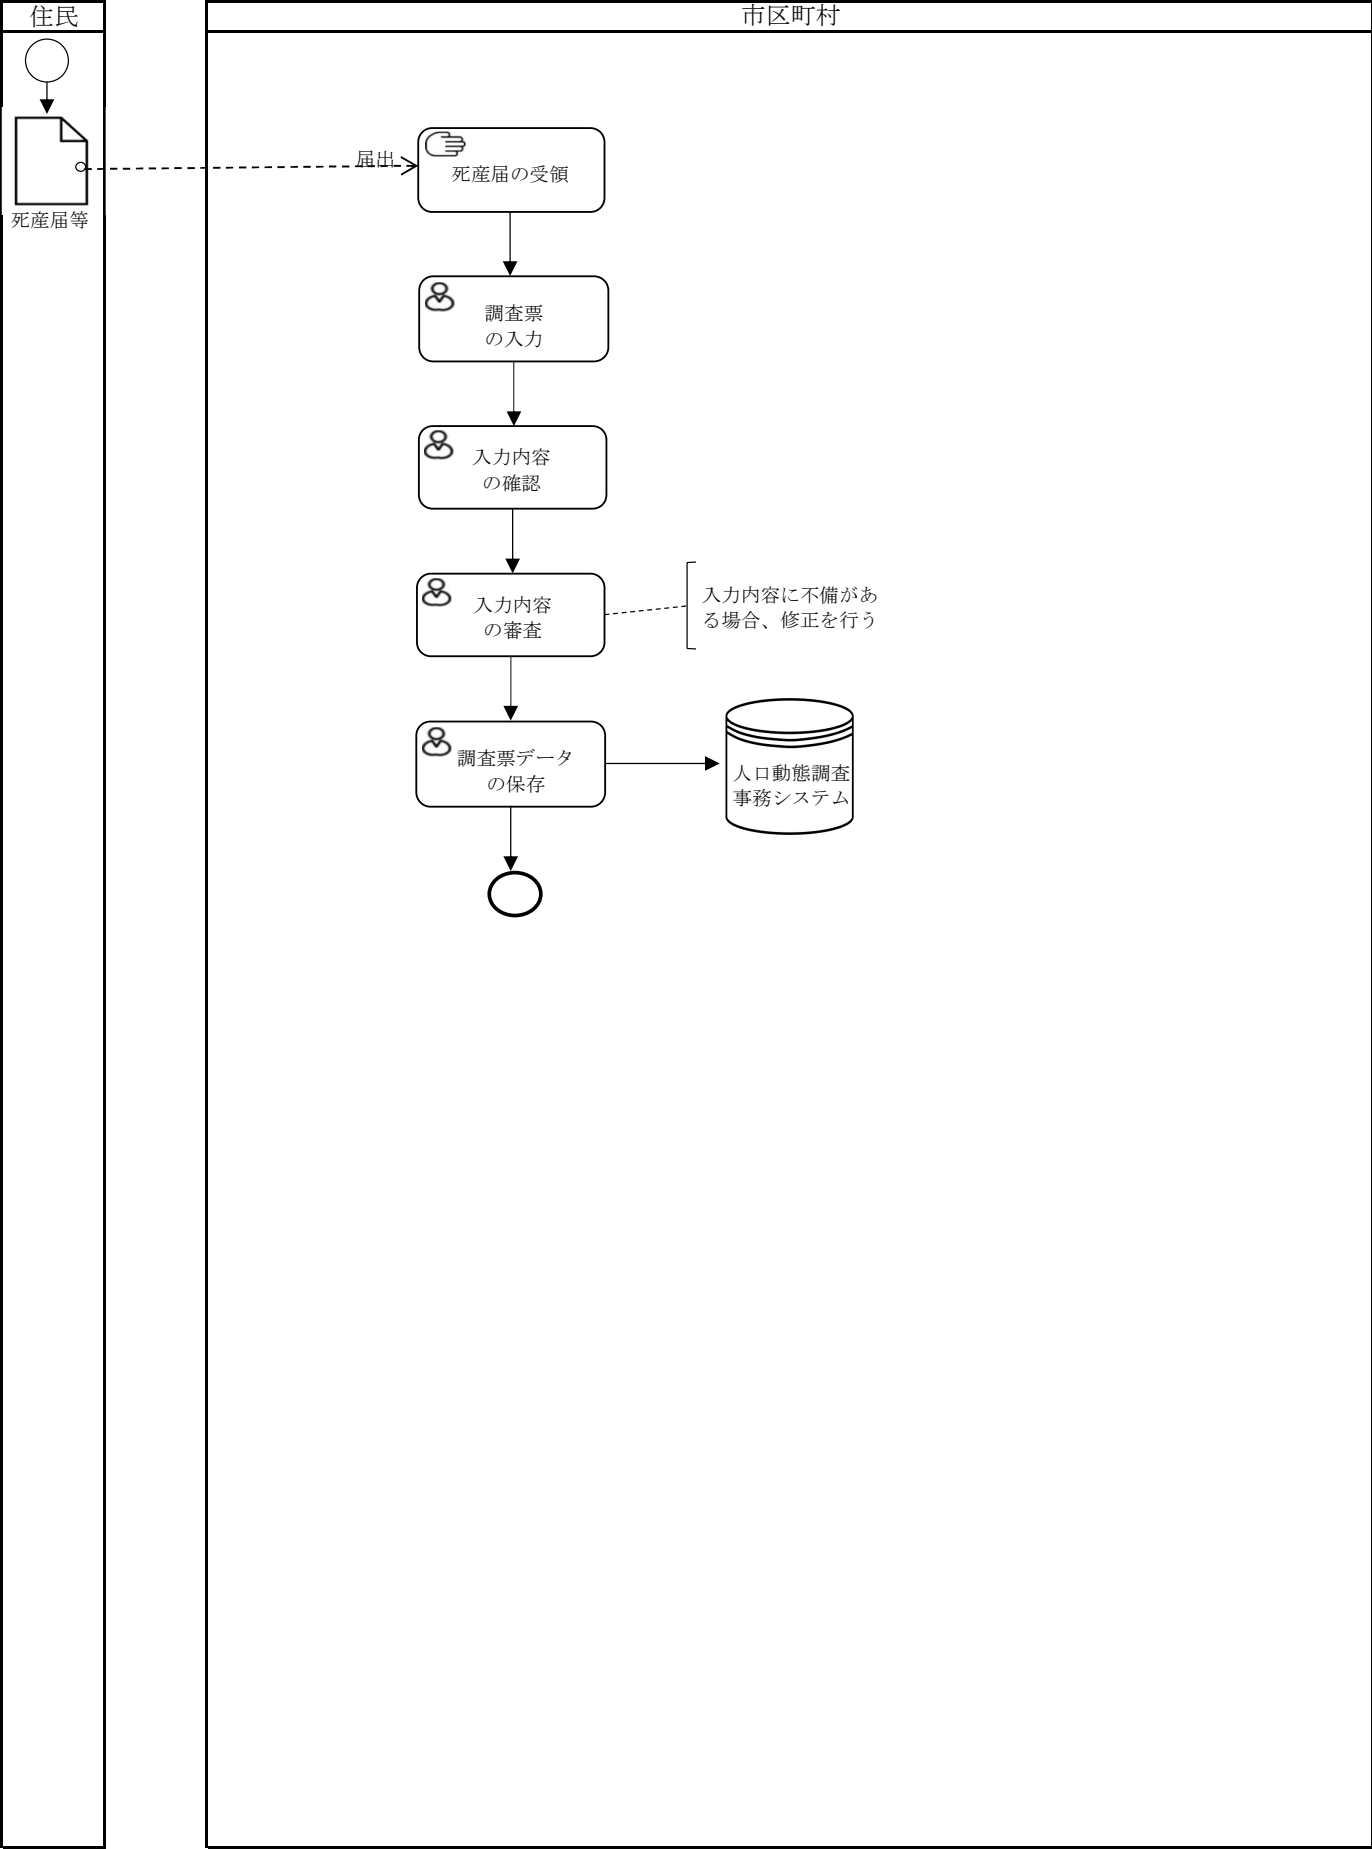 住民
市区町村
届出
死産届の受領
死産届等
調査票
の入力
入力内容
の確認
入力内容
の審査
入力内容に不備があ
る場合、修正を行う
調査票データ
の保存
人口動態調査
事務システム